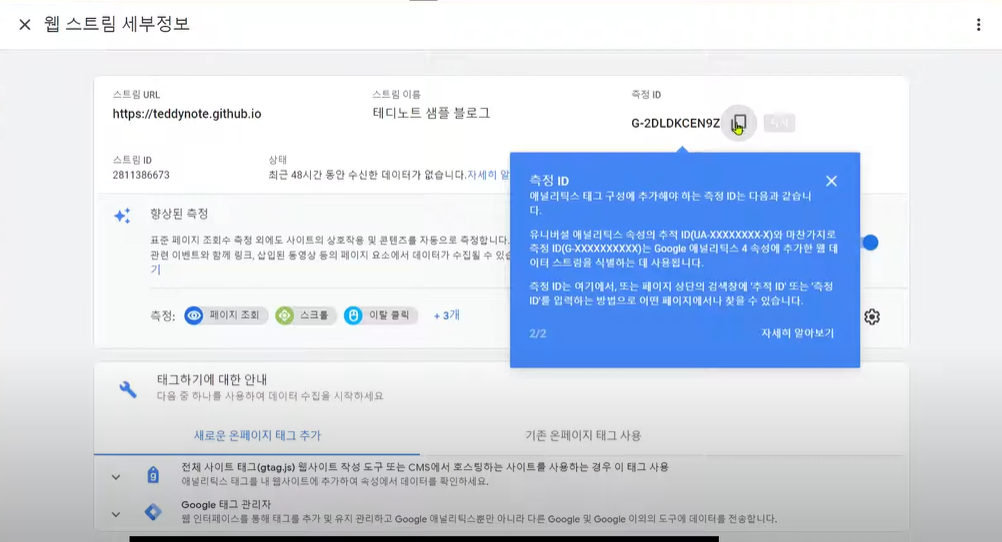 웹 스트림 세부정보
스트림 URL
스트림 이름
측정 ID
https://teddynote.github.io
테디노트 샘플 블로그
G-2DLDKCEN9Z
복사
스트림 ID
상태
2811386673
최근 48시간 동안 수신한 데이터가 없습니다.자세히 알
향상된 측정
표준 페이지 조회수 측정 외에도 사이트의 상호작용 및 콘텐츠를 자동으로 측정합니다.
관련 이벤트와 함께 링크, 삽입된 동영상 등의 페이지 요소에서 데이터가 수집될 수 있습
기
측정:
페이지 조회
스크롤
이탈 클릭
+ 3개
측정 ID
애널리틱스 태그 구성에 추가해야 하는 측정 ID는 다음과 같습니
다.
유니버설 애널리틱스 속성의 추적 ID(UA-XXXXXXXX-X)와 마찬가지로
측정 ID(G-XXXXXXXXXX)는 Google 애널리틱스 4 속성에 추가한 웹 데
이터 스트림을 식별하는 데 사용됩니다.
측정 ID는 여기에서, 또는 페이지 상단의 검색창에 '추적 ID' 또는 '측정
ID'를 입력하는 방법으로 어떤 페이지에서나 찾을 수 있습니다.
2/2
자세히 알아보기
태그하기에 대한 안내
다음 중 하나를 사용하여 데이터 수집을 시작하세요
새로운 온페이지 태그 추가
기존 온페이지 태그 사용
전체 사이트 태그(gtag.js) 웹사이트 작성 도구 또는 CMS에서 호스팅하는 사이트를 사용하는 경우 이 태그 사용
애널리틱스 태그를 내 웹사이트에 추가하여 속성에서 데이터를 확인하세요.
Google 태그 관리자
웹 인터페이스를 통해 태그를 추가 및 유지 관리하고 Google 애널리틱스뿐만 아니라 다른 Google 및 Google 이외의 도구에 데이터를 전송합니다.